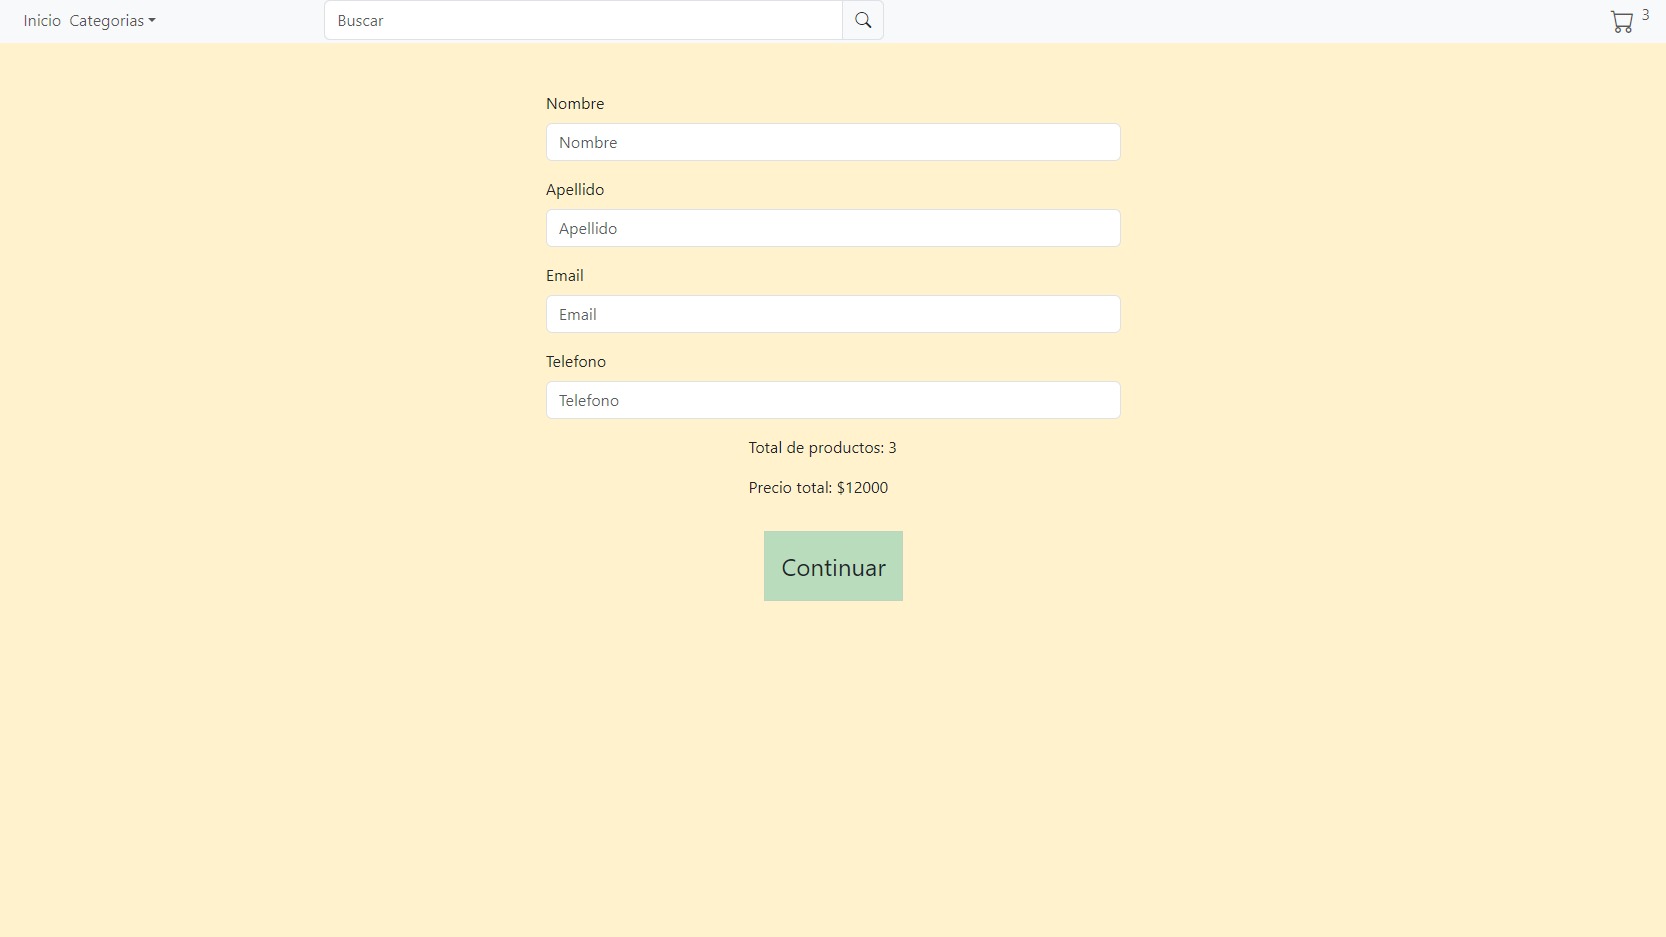 Inicio Categorias Buscar 3
Nombre
Nombre
Apellido
Apellido
Email
Email
Telefono
Telefono
Total de productos: 3
Precio total: $12000
Continuar